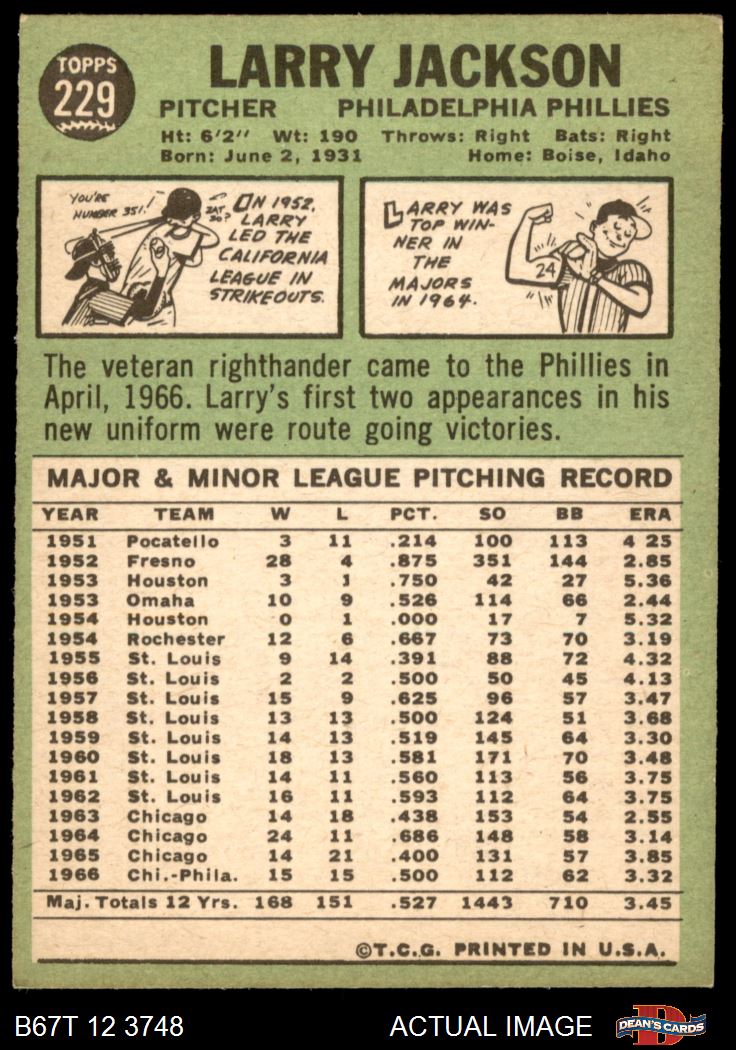 TOPPS
229
LARRY JACKSON
PITCHER PHILADELPHIA PHILLIES
Ht: 6'2" Wt: 190 Throws: Right Bats: Right
Born: June 2, 1931 Home: Boise, Idaho
YOU'RE
NUMBER 351!
ZAT
SO?
IN 1952,
LARRY
LED THE
CALIFORNIA
LEAGUE IN
STRIKEOUTS.
LARRY WAS
TOP WIN-
NER IN
THE
MAJORS
IN 1964.
24
The veteran righthander came to the Phillies in
April, 1966. Larry's first two appearances in his
new uniform were route going victories.
MAJOR & MINOR LEAGUE PITCHING RECORD
YEAR TEAM W L PCT. SO BB ERA
1951 Pocatello 3 11 .214 100 113 4 25
1952 Fresno 28 4 .875 351 144 2.85
1953 Houston 3 1 .750 42 27 5.36
1953 Omaha 10 9 .526 114 66 2.44
1954 Houston 0 1 .000 17 7 5.32
1954 Rochester 12 6 .667 73 70 3.19
1955 St. Louis 9 14 .391 88 72 4.32
1956 St. Louis 2 2 .500 50 45 4.13
1957 St. Louis 15 9 .625 96 57 3.47
1958 St. Louis 13 13 .500 124 51 3.68
1959 St. Louis 14 13 .519 145 64 3.30
1960 St. Louis 18 13 .581 171 70 3.48
1961 St. Louis 14 11 .560 113 56 3.75
1962 St. Louis 16 11 .593 112 64 3.75
1963 Chicago 14 18 .438 153 54 2.55
1964 Chicago 24 11 .686 148 58 3.14
1965 Chicago 14 21 .400 131 57 3.85
1966 Chi.-Phila. 15 15 .500 112 62 3.32
Maj. Totals 12 Yrs. 168 151 .527 1443 710 3.45
©T.C.G. PRINTED IN U.S.A.
B67T 12 3748 ACTUAL IMAGE
D
DEAN'S CARDS